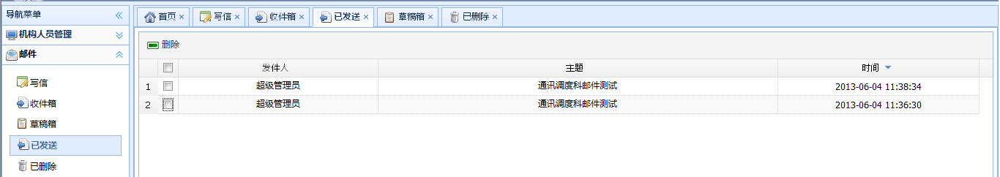 导航菜单
机构人员管理
邮件
写信
收件箱
草稿箱
已发送
已删除
首页 写信 收件箱 已发送 草稿箱 已删除
删除
发件人 主题 时间
1 超级管理员 通讯调度科邮件测试 2013-06-04 11:38:34
2 超级管理员 通讯调度科邮件测试 2013-06-04 11:36:30